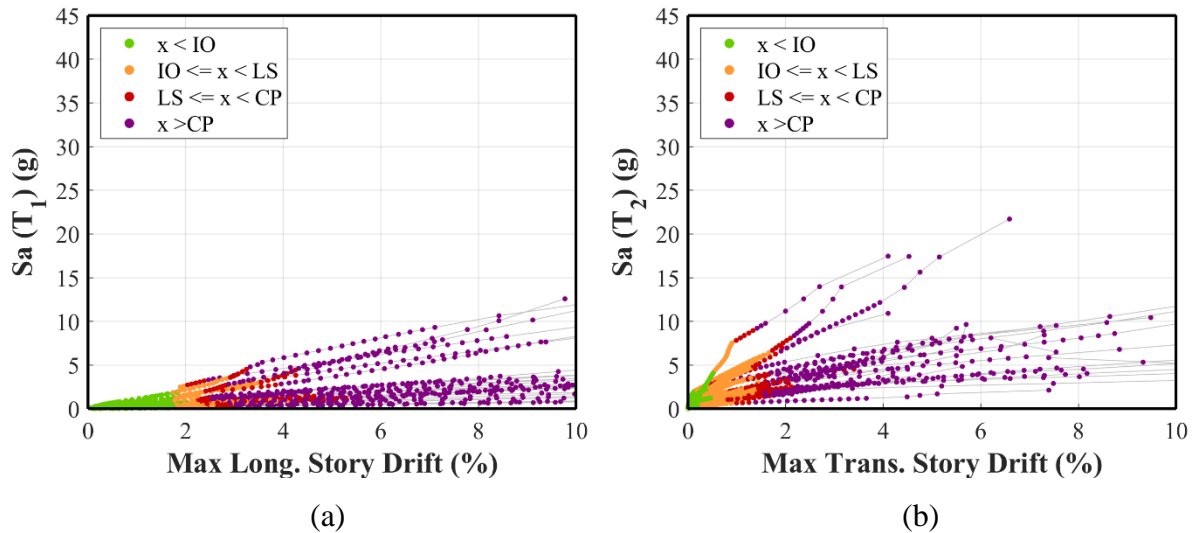 45
40
35
30
25
20
15
10
5
0
Sa (T1) (g)
x < IO
IO <= x < LS
LS <= x < CP
x >CP
0 2 4 6 8 10
Max Long. Story Drift (%)
(a)
45
40
35
30
25
20
15
10
5
0
Sa (T2) (g)
x < IO
IO <= x < LS
LS <= x < CP
x >CP
0 2 4 6 8 10
Max Trans. Story Drift (%)
(b)